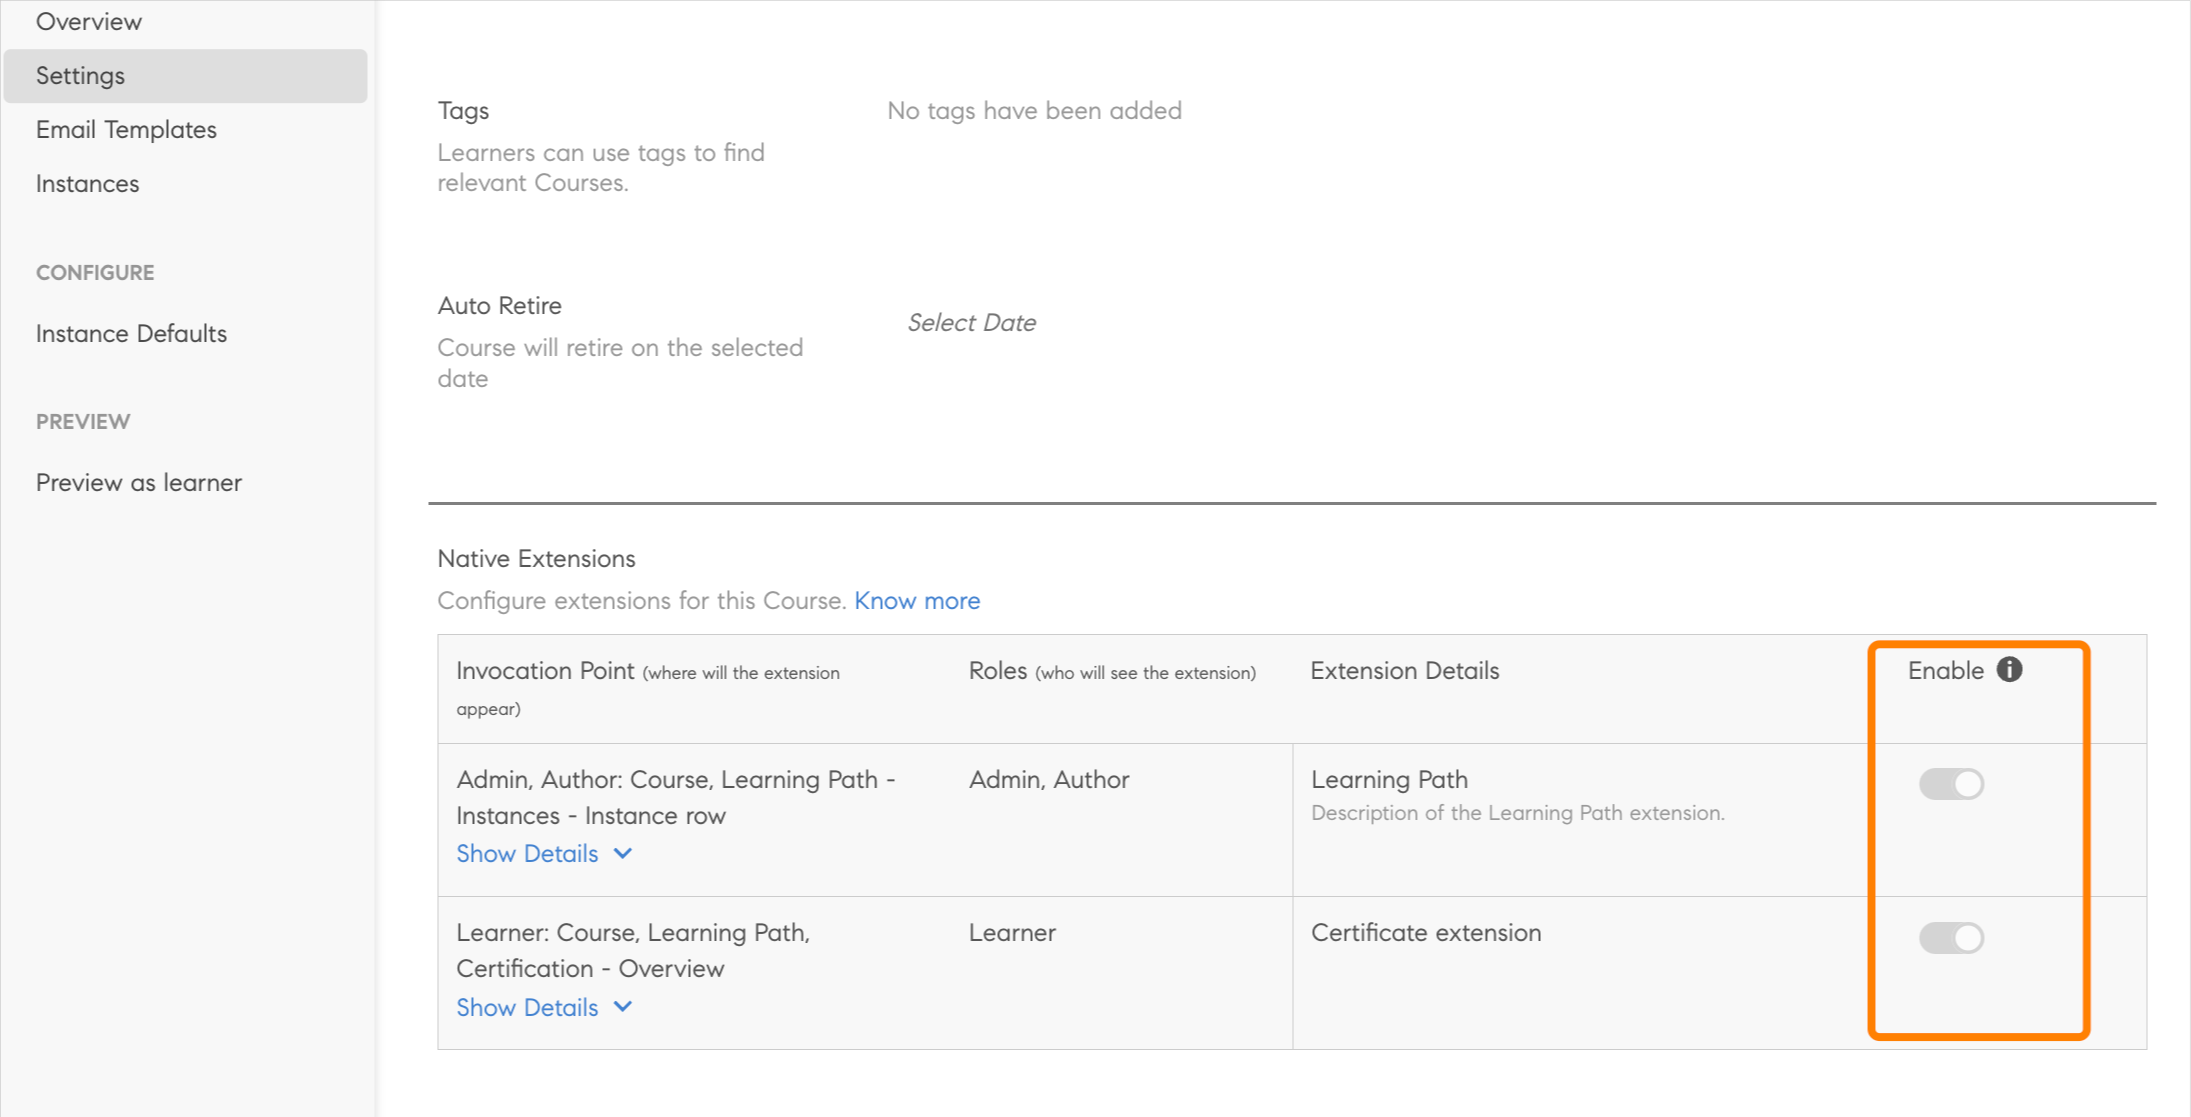 Overview
Settings
Email Templates
Instances
CONFIGURE
Instance Defaults
PREVIEW
Preview as learner
Tags
Learners can use tags to find
relevant Courses.
No tags have been added
Auto Retire
Course will retire on the selected
date
Select Date
Native Extensions
Configure extensions for this Course. Know more
Invocation Point (where will the extension
appear)
Roles (who will see the extension)
Extension Details
Enable
Admin, Author: Course, Learning Path -
Instances - Instance row
Show Details
Admin, Author
Learning Path
Description of the Learning Path extension.
Learner: Course, Learning Path,
Certification - Overview
Show Details
Learner
Certificate extension